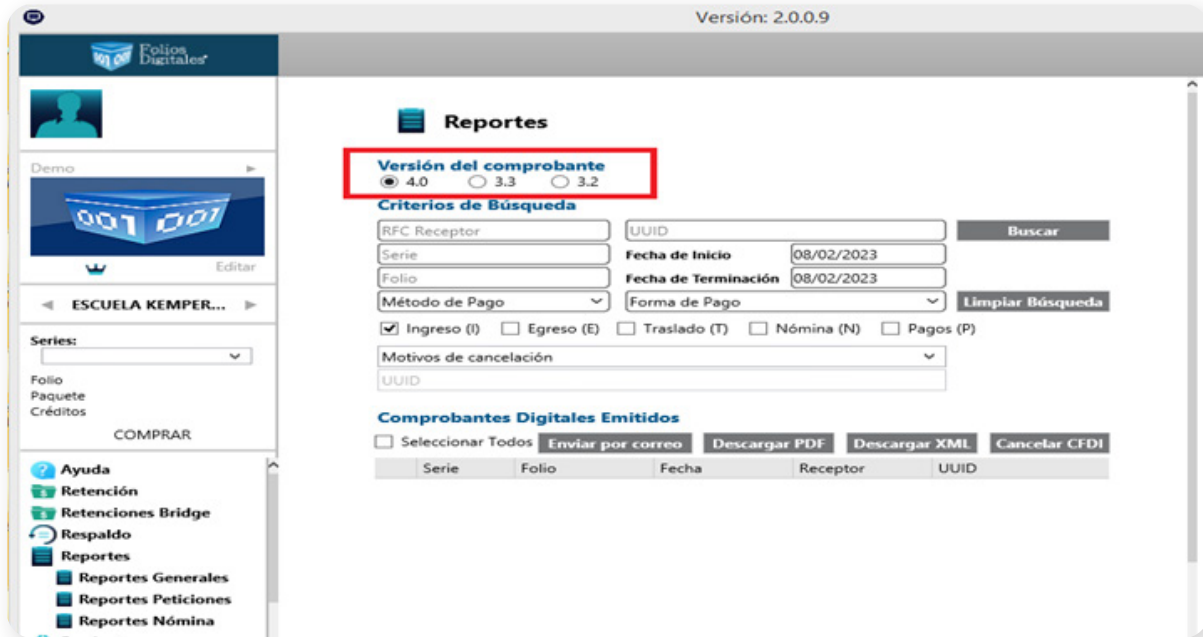 Versión: 2.0.0.9
001 001 Folios Digitales
Demo
001 001
Editar
ESCUELA KEMPER...
Series:
Folio
Paquete
Créditos
COMPRAR
Ayuda
Retención
Retenciones Bridge
Respaldo
Reportes
Reportes Generales
Reportes Peticiones
Reportes Nómina
Reportes
Versión del comprobante
4.0 3.3 3.2
Criterios de Búsqueda
RFC Receptor UUID Buscar
Serie Fecha de Inicio 08/02/2023
Folio Fecha de Terminación 08/02/2023
Método de Pago Forma de Pago Limpiar Búsqueda
Ingreso (I) Egreso (E) Traslado (T) Nómina (N) Pagos (P)
Motivos de cancelación
UUID
Comprobantes Digitales Emitidos
Seleccionar Todos Enviar por correo Descargar PDF Descargar XML Cancelar CFDI
Serie Folio Fecha Receptor UUID